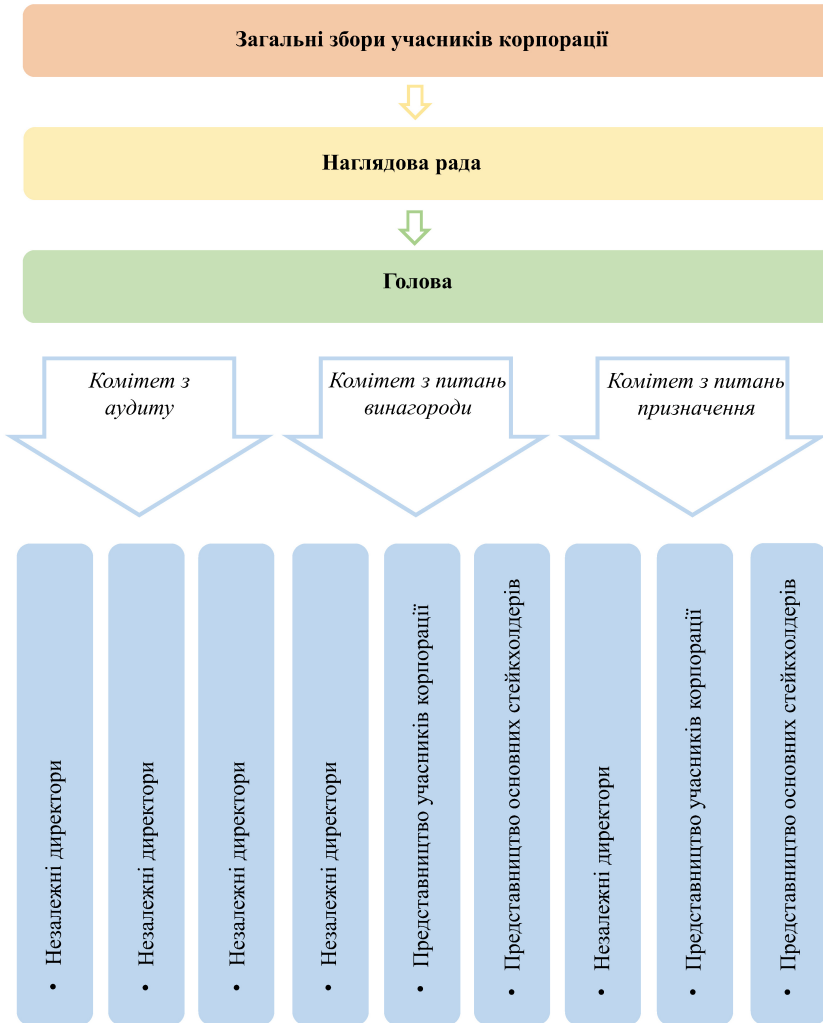 Загальні збори учасників корпорації
Наглядова рада
Голова
Комітет з
аудиту
Комітет з питань
винагороди
Комітет з питань
призначення
• Незалежні директори
• Незалежні директори
• Незалежні директори
• Незалежні директори
• Представництво учасників корпорації
• Представництво основних стейкхолдерів
• Незалежні директори
• Представництво учасників корпорації
• Представництво основних стейкхолдерів